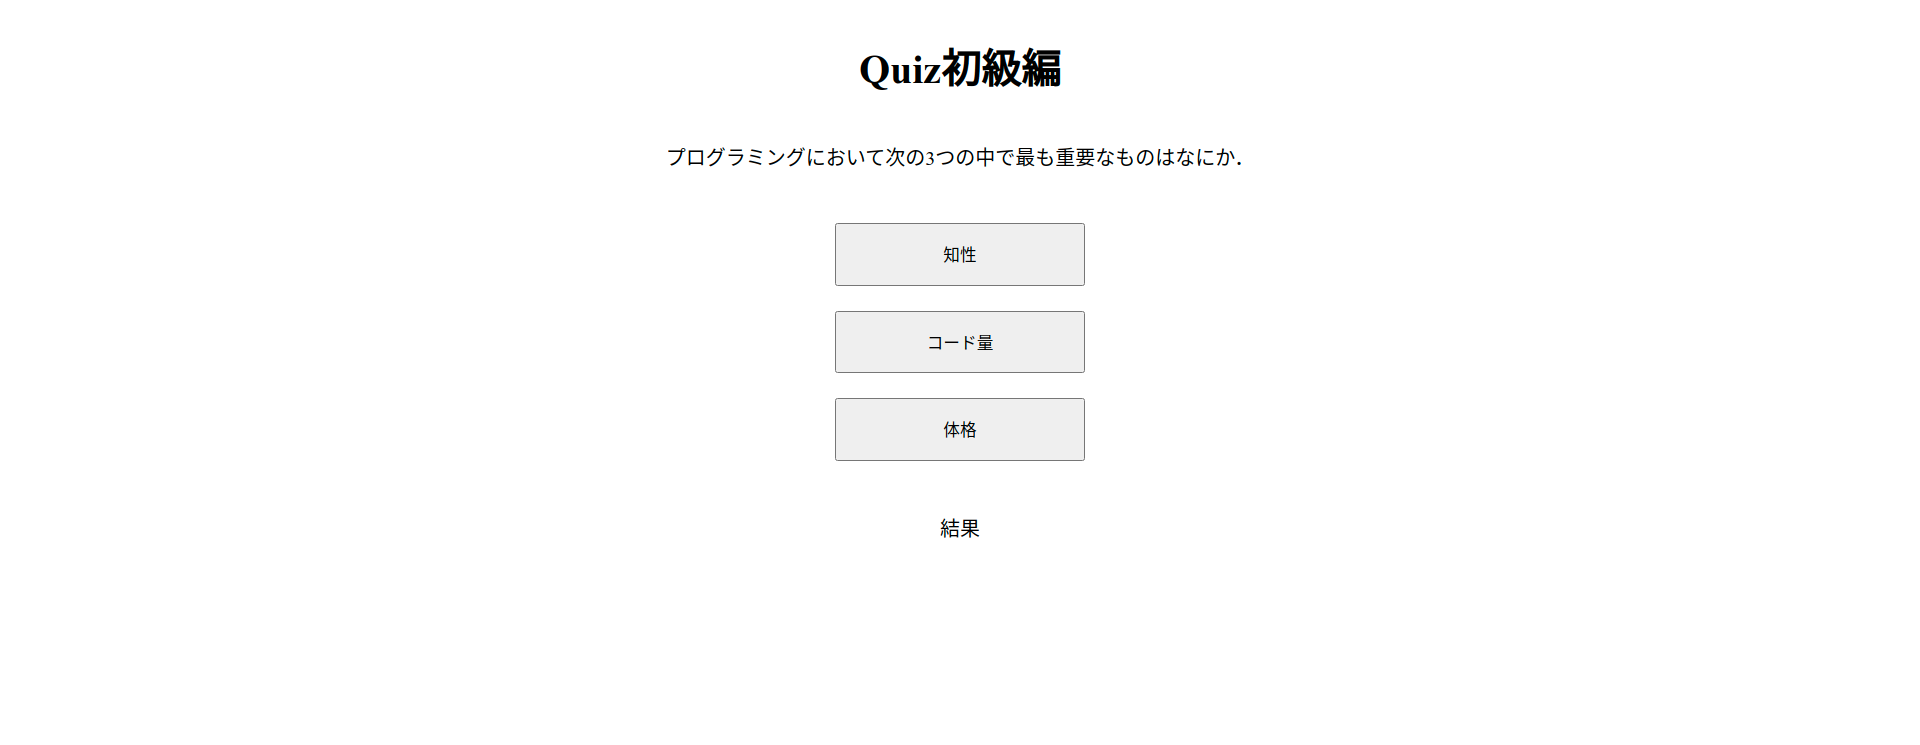 Quiz初級編
プログラミングにおいて次の3つの中で最も重要なものはなにか．
知性
コード量
体格
結果